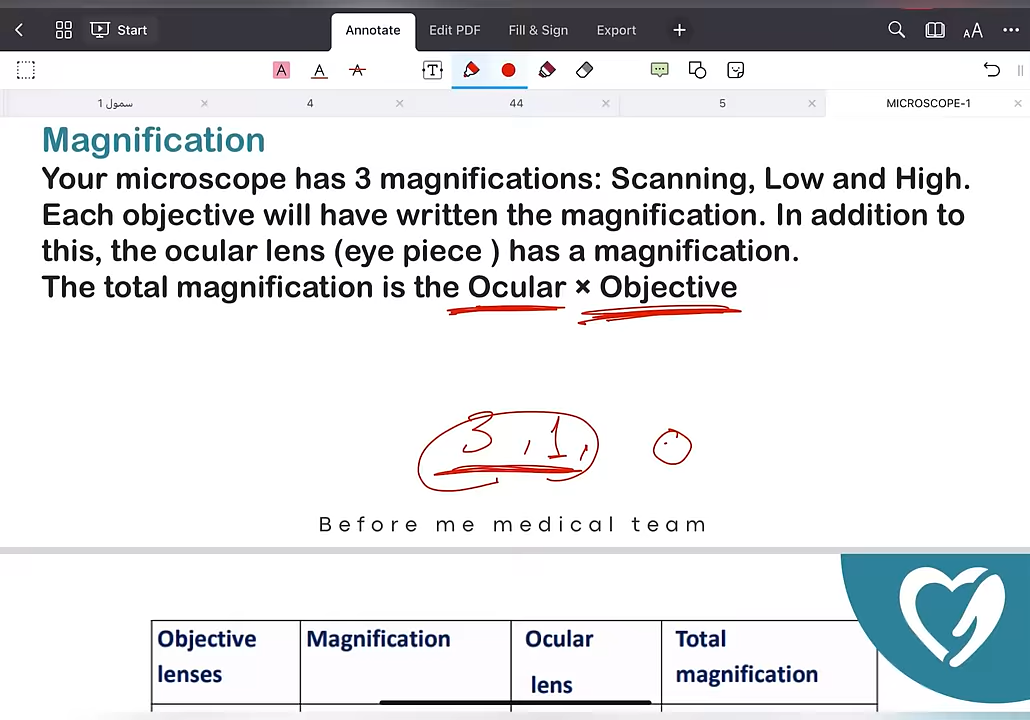 Start
Annotate
Edit PDF
Fill & Sign
Export
سمول 1
4
44
5
MICROSCOPE-1
Magnification
Your microscope has 3 magnifications: Scanning, Low and High.
Each objective will have written the magnification. In addition to
this, the ocular lens (eye piece ) has a magnification.
The total magnification is the Ocular × Objective
3 , 1 ,
Before me medical team
Objective lenses
Magnification
Ocular lens
Total magnification